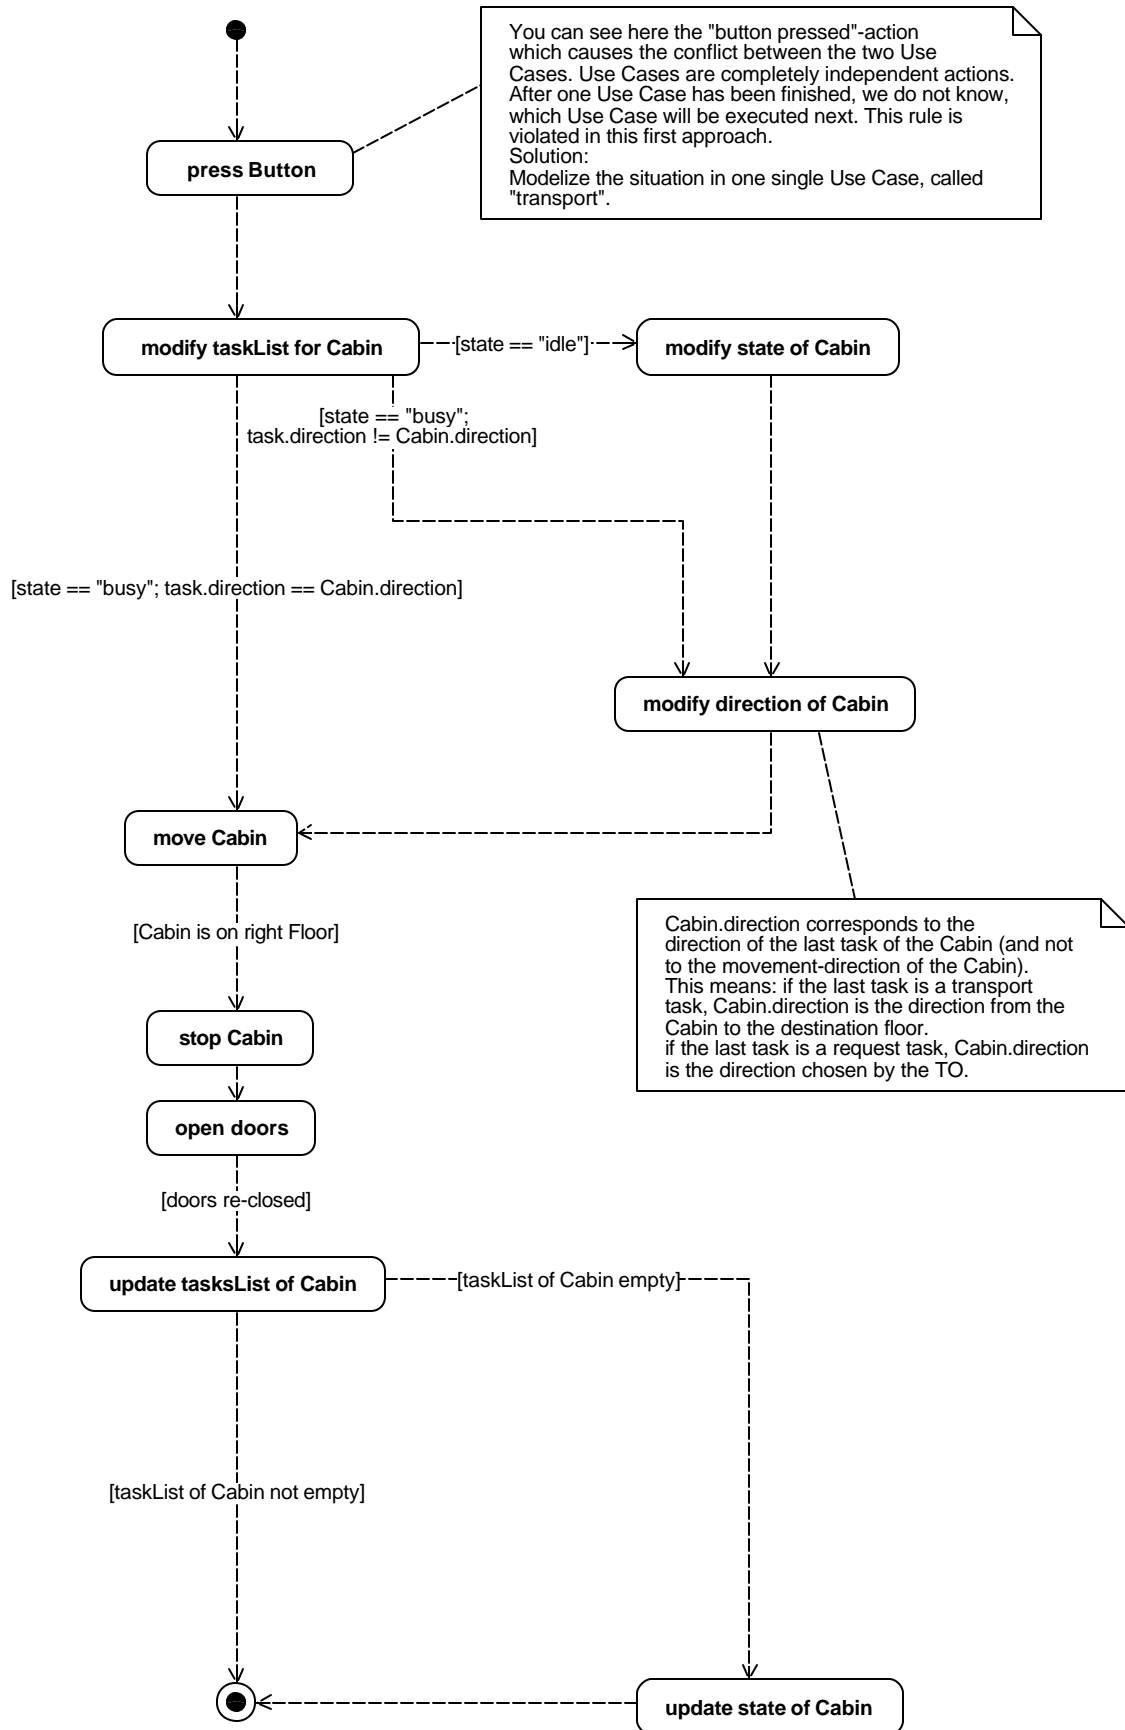 You can see here the "button pressed"-action
which causes the conflict between the two Use
Cases. Use Cases are completely independent actions.
After one Use Case has been finished, we do not know,
which Use Case will be executed next. This rule is
violated in this first approach.
Solution:
Modelize the situation in one single Use Case, called
"transport".
press Button
modify taskList for Cabin
[state == "idle"]
modify state of Cabin
[state == "busy";
task.direction != Cabin.direction]
[state == "busy"; task.direction == Cabin.direction]
modify direction of Cabin
move Cabin
Cabin.direction corresponds to the
direction of the last task of the Cabin (and not
to the movement-direction of the Cabin).
This means: if the last task is a transport
task, Cabin.direction is the direction from the
Cabin to the destination floor.
if the last task is a request task, Cabin.direction
is the direction chosen by the TO.
[Cabin is on right Floor]
stop Cabin
open doors
[doors re-closed]
update tasksList of Cabin
[taskList of Cabin empty]
[taskList of Cabin not empty]
update state of Cabin